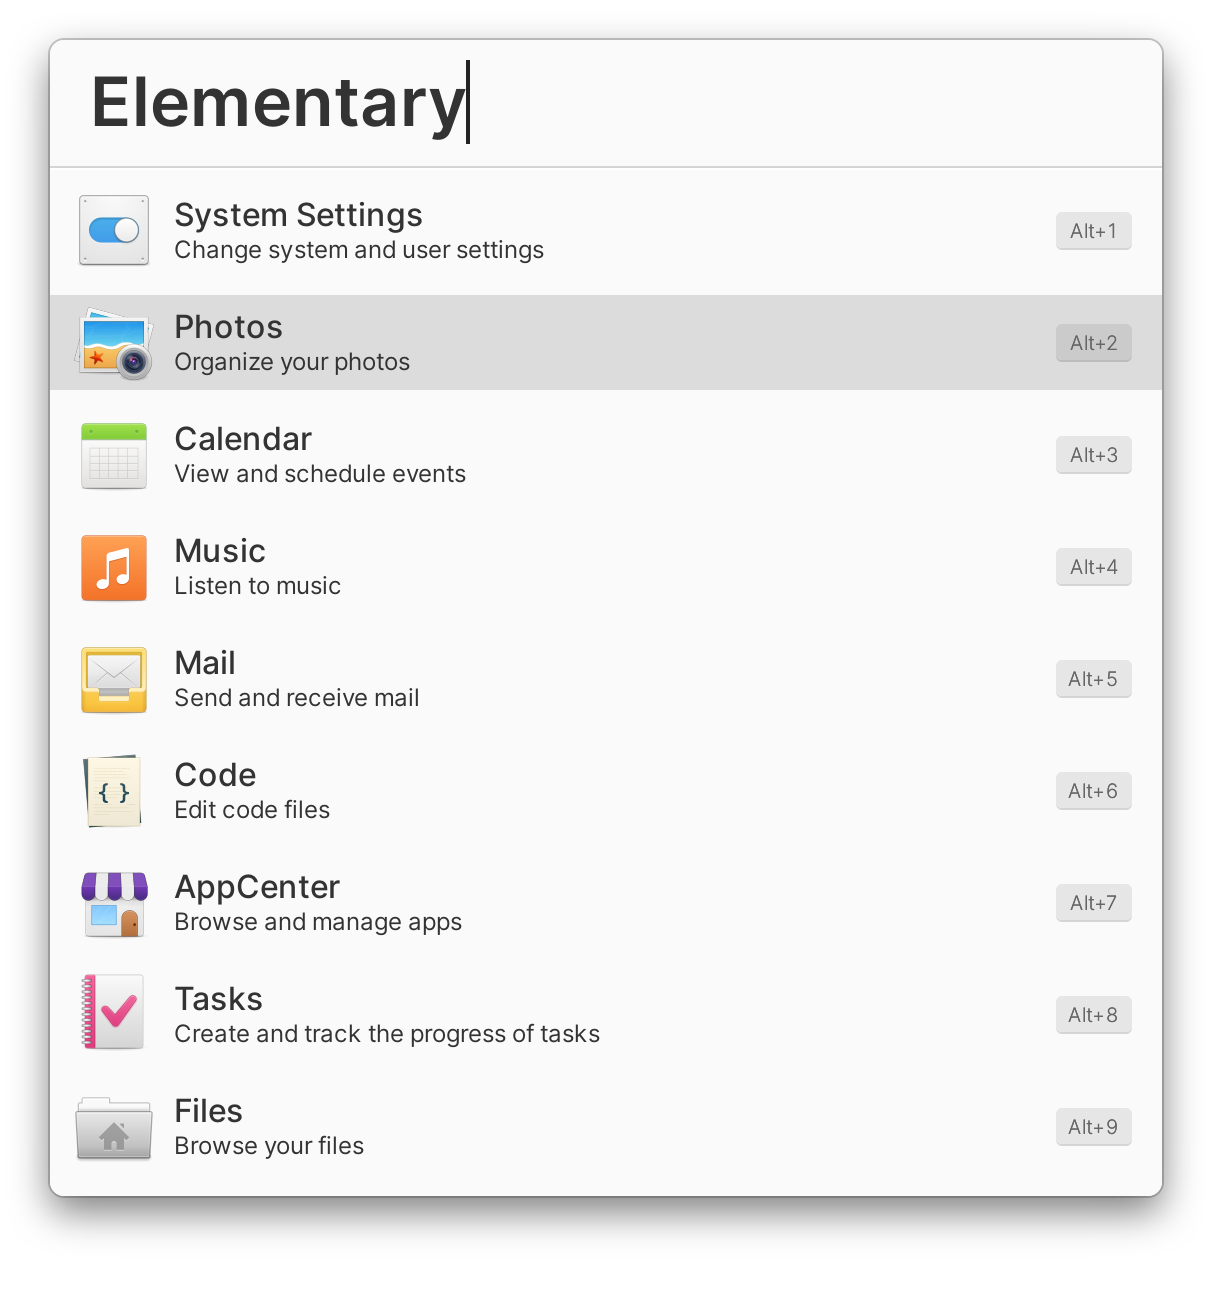 Elementary
System Settings
Change system and user settings
Alt+1
Photos
Organize your photos
Alt+2
Calendar
View and schedule events
Alt+3
Music
Listen to music
Alt+4
Mail
Send and receive mail
Alt+5
{ }
Code
Edit code files
Alt+6
AppCenter
Browse and manage apps
Alt+7
Tasks
Create and track the progress of tasks
Alt+8
Files
Browse your files
Alt+9